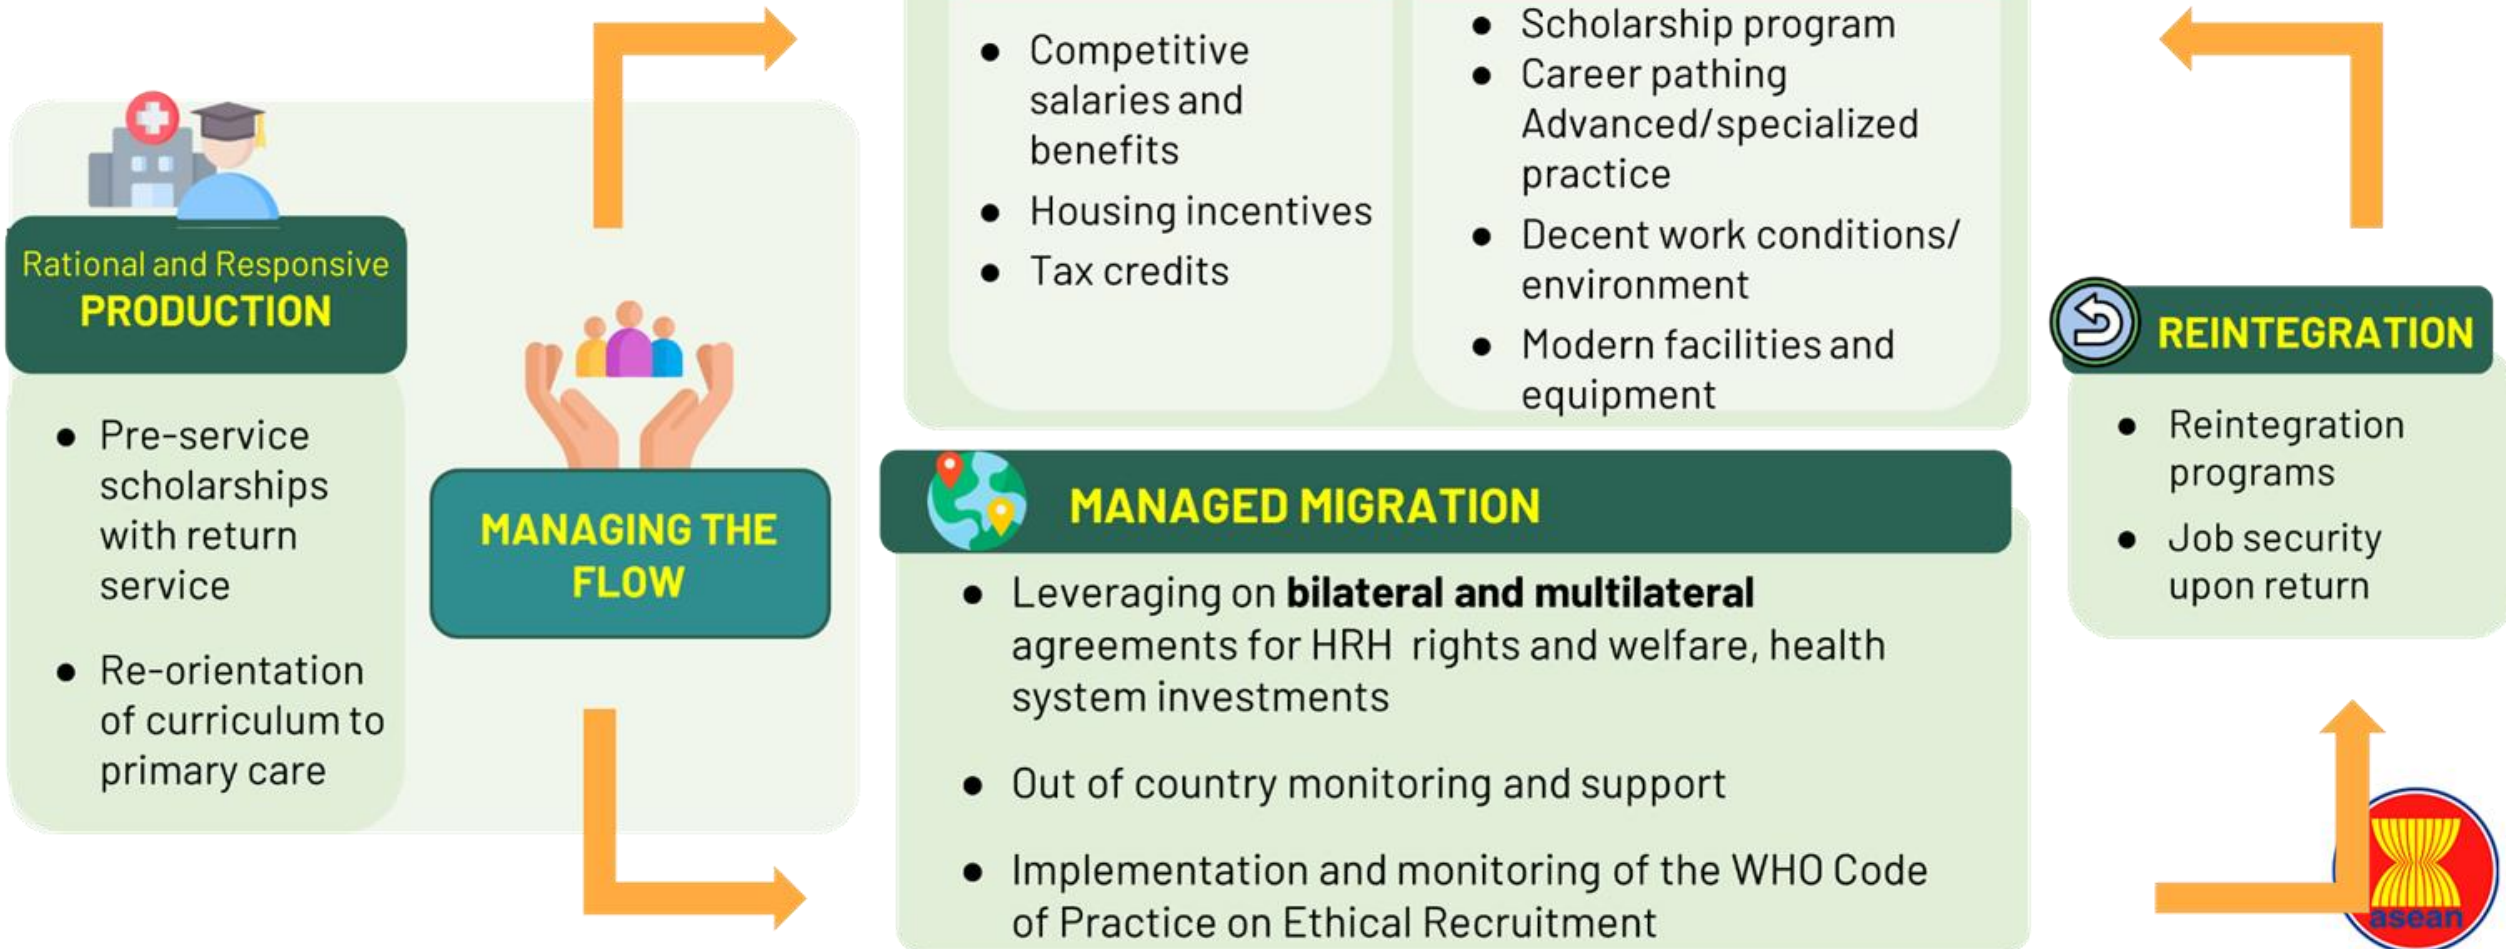 Rational and Responsive
PRODUCTION
● Pre-service
scholarships
with return
service
● Re-orientation
of curriculum to
primary care
MANAGING THE
FLOW
● Competitive
salaries and
benefits
● Housing incentives
● Tax credits
● Scholarship program
● Career pathing
Advanced/specialized
practice
● Decent work conditions/
environment
● Modern facilities and
equipment
MANAGED MIGRATION
● Leveraging on bilateral and multilateral
agreements for HRH rights and welfare, health
system investments
● Out of country monitoring and support
● Implementation and monitoring of the WHO Code
of Practice on Ethical Recruitment
REINTEGRATION
● Reintegration
programs
● Job security
upon return
asean